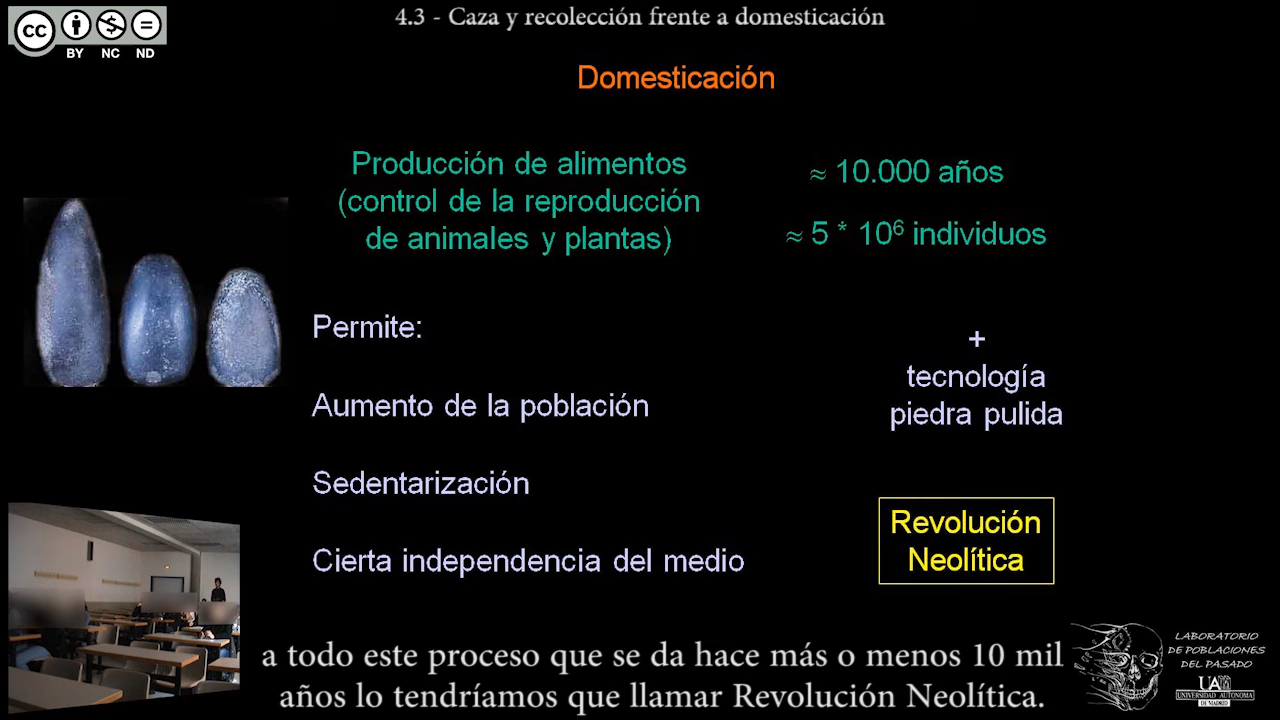 4.3 - Caza y recolección frente a domesticación
cc
BY NC ND
Domesticación
Producción de alimentos
(control de la reproducción
de animales y plantas)
≈ 10.000 años
≈ 5 * 10⁶ individuos
Permite:
Aumento de la población
Sedentarización
Cierta independencia del medio
+
tecnología
piedra pulida
Revolución
Neolítica
a todo este proceso que se da hace más o menos 10 mil
años lo tendríamos que llamar Revolución Neolítica.
LABORATORIO
DE POBLACIONES
DEL PASADO
UAM
UNIVERSIDAD AUTONOMA
DE MADRID